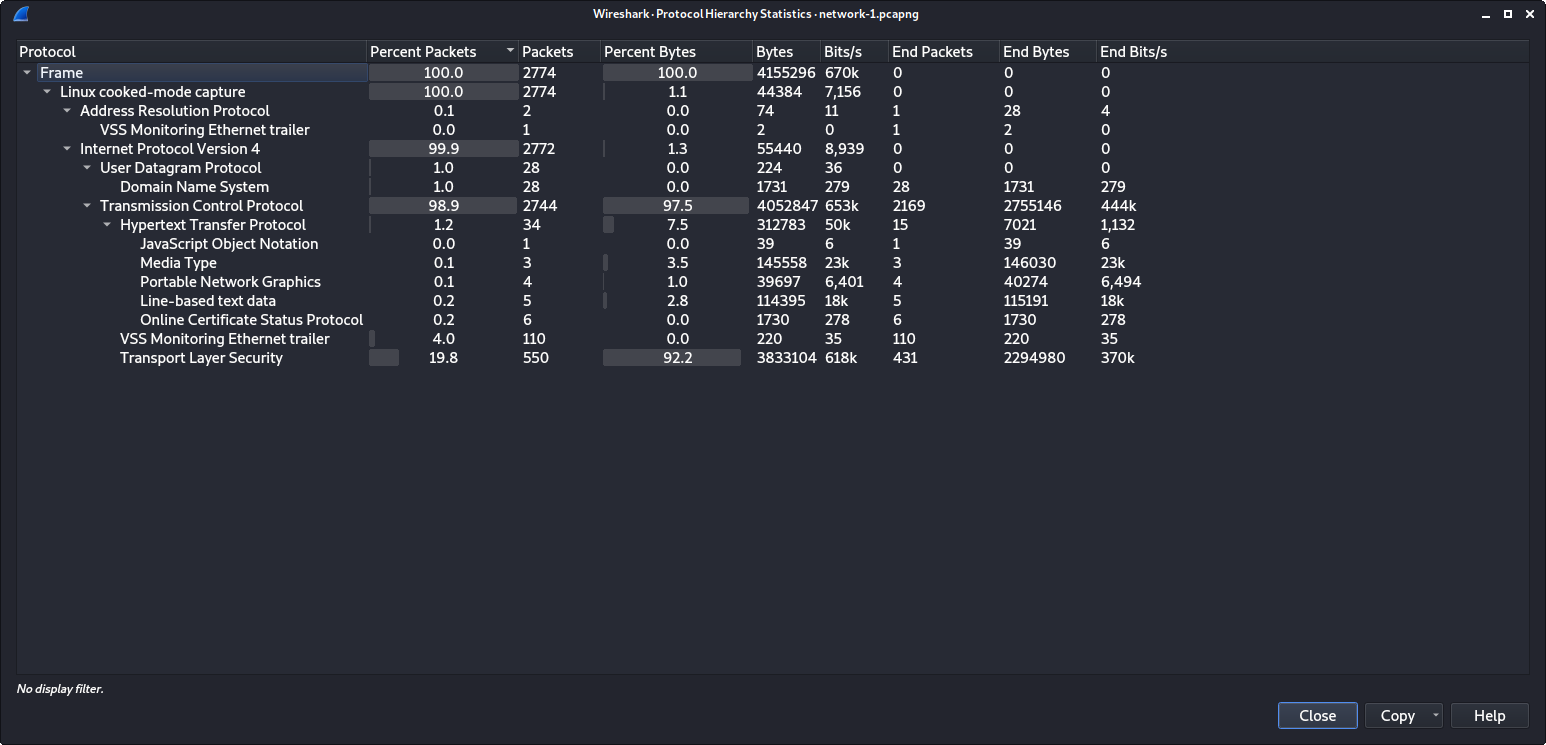 Wireshark · Protocol Hierarchy Statistics · network-1.pcapng
Protocol Percent Packets Packets Percent Bytes Bytes Bits/s End Packets End Bytes End Bits/s
Frame 100.0 2774 100.0 4155296 670k 0 0 0
Linux cooked-mode capture 100.0 2774 1.1 44384 7,156 0 0 0
Address Resolution Protocol 0.1 2 0.0 74 11 1 28 4
VSS Monitoring Ethernet trailer 0.0 1 0.0 2 0 1 2 0
Internet Protocol Version 4 99.9 2772 1.3 55440 8,939 0 0 0
User Datagram Protocol 1.0 28 0.0 224 36 0 0 0
Domain Name System 1.0 28 0.0 1731 279 28 1731 279
Transmission Control Protocol 98.9 2744 97.5 4052847 653k 2169 2755146 444k
Hypertext Transfer Protocol 1.2 34 7.5 312783 50k 15 7021 1,132
JavaScript Object Notation 0.0 1 0.0 39 6 1 39 6
Media Type 0.1 3 3.5 145558 23k 3 146030 23k
Portable Network Graphics 0.1 4 1.0 39697 6,401 4 40274 6,494
Line-based text data 0.2 5 2.8 114395 18k 5 115191 18k
Online Certificate Status Protocol 0.2 6 0.0 1730 278 6 1730 278
VSS Monitoring Ethernet trailer 4.0 110 0.0 220 35 110 220 35
Transport Layer Security 19.8 550 92.2 3833104 618k 431 2294980 370k
No display filter.
Close Copy Help